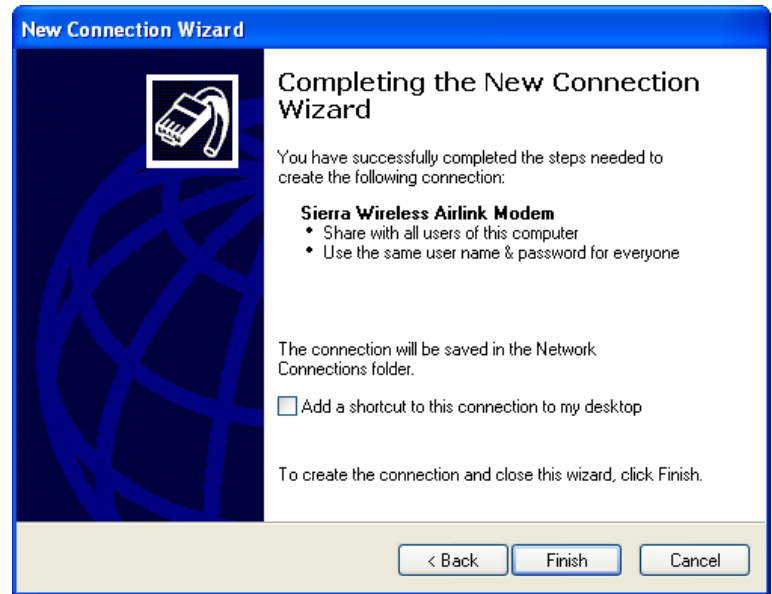 New Connection Wizard
Completing the New Connection
Wizard
You have successfully completed the steps needed to
create the following connection:
Sierra Wireless Airlink Modem
• Share with all users of this computer
• Use the same user name & password for everyone
The connection will be saved in the Network
Connections folder.
Add a shortcut to this connection to my desktop
To create the connection and close this wizard, click Finish.
< Back Finish Cancel